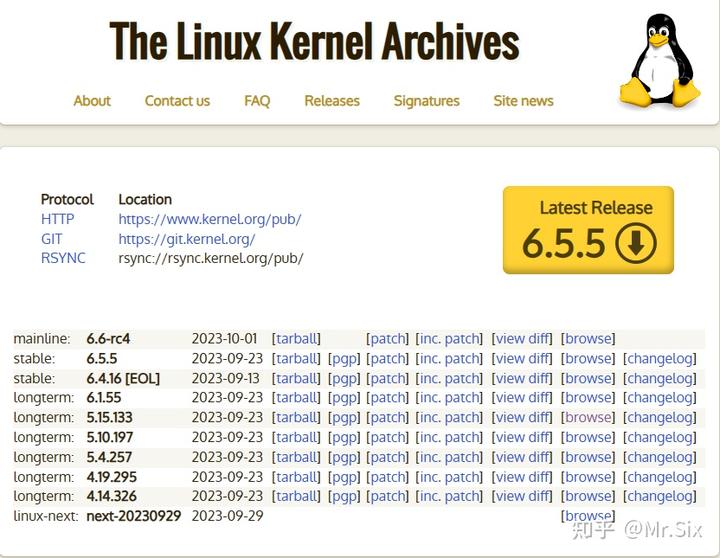 The Linux Kernel Archives
About Contact us FAQ Releases Signatures Site news
Protocol Location
HTTP https://www.kernel.org/pub/
GIT https://git.kernel.org/
RSYNC rsync://rsync.kernel.org/pub/
Latest Release
6.5.5
mainline: 6.6-rc4 2023-10-01 [tarball] [patch] [inc. patch] [view diff] [browse]
stable: 6.5.5 2023-09-23 [tarball] [pgp] [patch] [inc. patch] [view diff] [browse] [changelog]
stable: 6.4.16 [EOL] 2023-09-13 [tarball] [pgp] [patch] [inc. patch] [view diff] [browse] [changelog]
longterm: 6.1.55 2023-09-23 [tarball] [pgp] [patch] [inc. patch] [view diff] [browse] [changelog]
longterm: 5.15.133 2023-09-23 [tarball] [pgp] [patch] [inc. patch] [view diff] [browse] [changelog]
longterm: 5.10.197 2023-09-23 [tarball] [pgp] [patch] [inc. patch] [view diff] [browse] [changelog]
longterm: 5.4.257 2023-09-23 [tarball] [pgp] [patch] [inc. patch] [view diff] [browse] [changelog]
longterm: 4.19.295 2023-09-23 [tarball] [pgp] [patch] [inc. patch] [view diff] [browse] [changelog]
longterm: 4.14.326 2023-09-23 [tarball] [pgp] [patch] [inc. patch] [view diff] [browse] [changelog]
linux-next: next-20230929 2023-09-29 [browse]
知乎 @Mr.Six